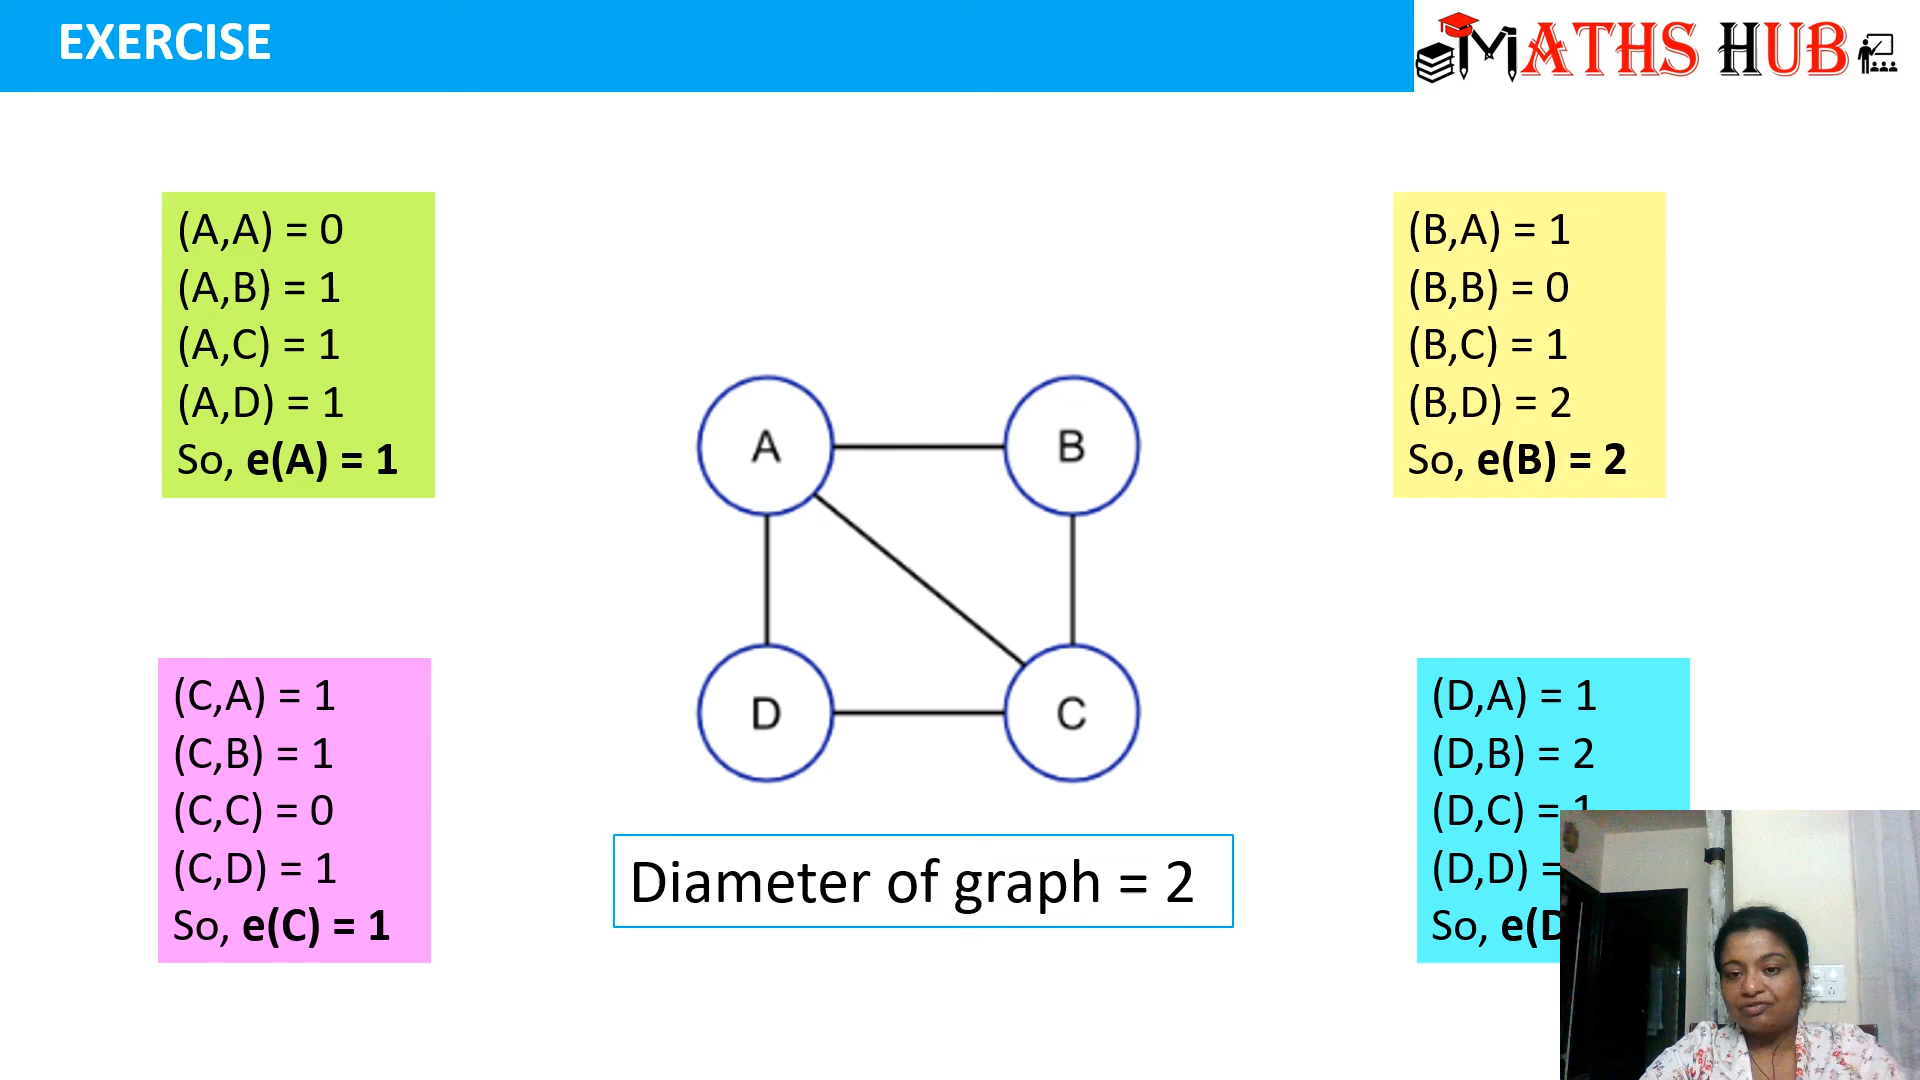 EXERCISE
MATHS HUB
(A,A) = 0
(A,B) = 1
(A,C) = 1
(A,D) = 1
So, e(A) = 1
(B,A) = 1
(B,B) = 0
(B,C) = 1
(B,D) = 2
So, e(B) = 2
A
B
D
C
(C,A) = 1
(C,B) = 1
(C,C) = 0
(C,D) = 1
So, e(C) = 1
Diameter of graph = 2
(D,A) = 1
(D,B) = 2
(D,C) = 1
(D,D) =
So, e(D